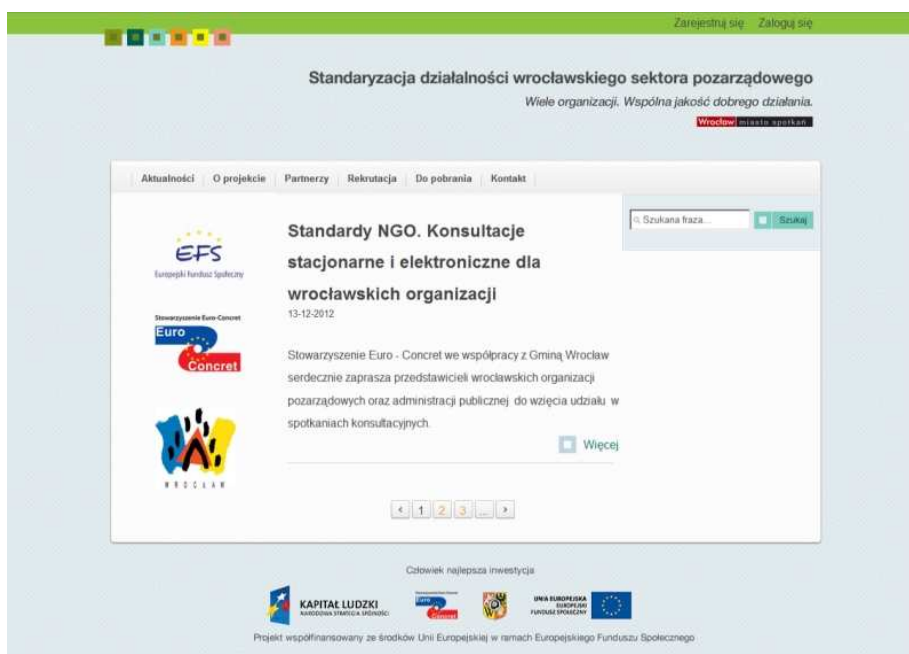 Zarejestruj się Zaloguj się
Standaryzacja działalności wrocławskiego sektora pozarządowego
Wiele organizacji. Wspólna jakość dobrego działania.
Wrocław miasto spotkań
Aktualności O projekcie Partnerzy Rekrutacja Do pobrania Kontakt
Szukana fraza... Szukaj
EFS
Europejski Fundusz Społeczny
Stowarzyszenie Euro-Concret
Euro
Concret
WROCŁAW
Standardy NGO. Konsultacje
stacjonarne i elektroniczne dla
wrocławskich organizacji
13-12-2012
Stowarzyszenie Euro - Concret we współpracy z Gminą Wrocław
serdecznie zaprasza przedstawicieli wrocławskich organizacji
pozarządowych oraz administracji publicznej do wzięcia udziału w
spotkaniach konsultacyjnych.
Więcej
‹ 1 2 3 ... ›
Człowiek najlepsza inwestycja
KAPITAŁ LUDZKI
NARODOWA STRATEGIA SPÓJNOŚCI
Euro
Concret
UNIA EUROPEJSKA
EUROPEJSKI
FUNDUSZ SPOŁECZNY
Projekt współfinansowany ze środków Unii Europejskiej w ramach Europejskiego Funduszu Społecznego